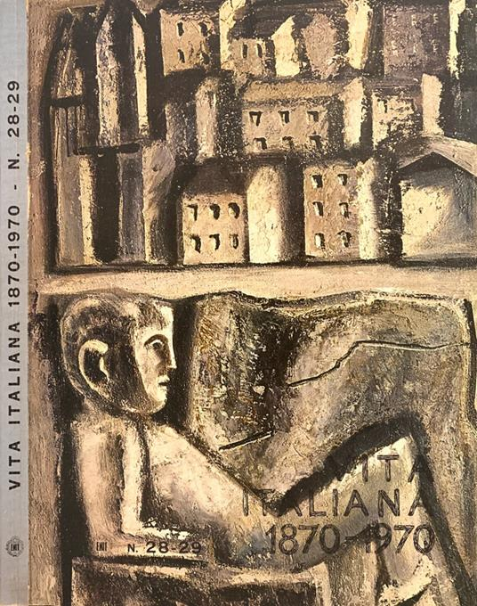 VITA ITALIANA 1870-1970 - N. 28-29
VITA
ITALIANA
1870-1970
N. 28-29